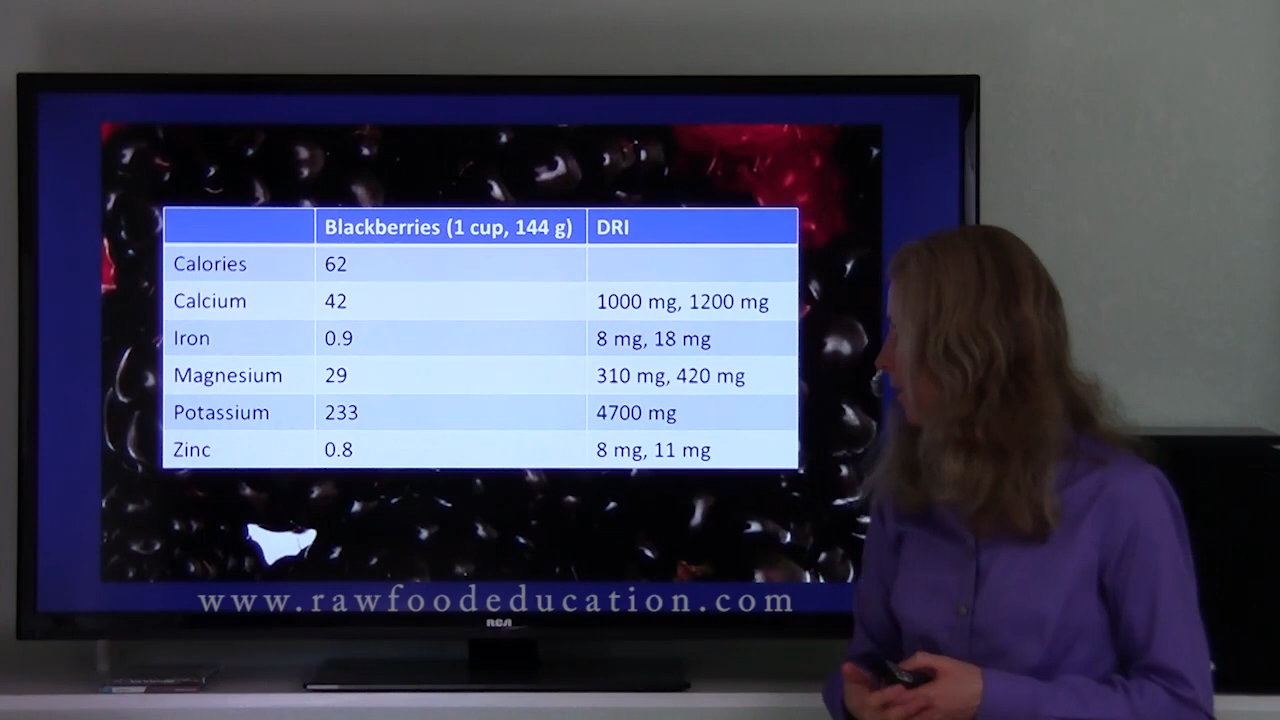 Blackberries (1 cup, 144 g) DRI
Calories 62
Calcium 42 1000 mg, 1200 mg
Iron 0.9 8 mg, 18 mg
Magnesium 29 310 mg, 420 mg
Potassium 233 4700 mg
Zinc 0.8 8 mg, 11 mg
www.rawfoodeducation.com
RCA